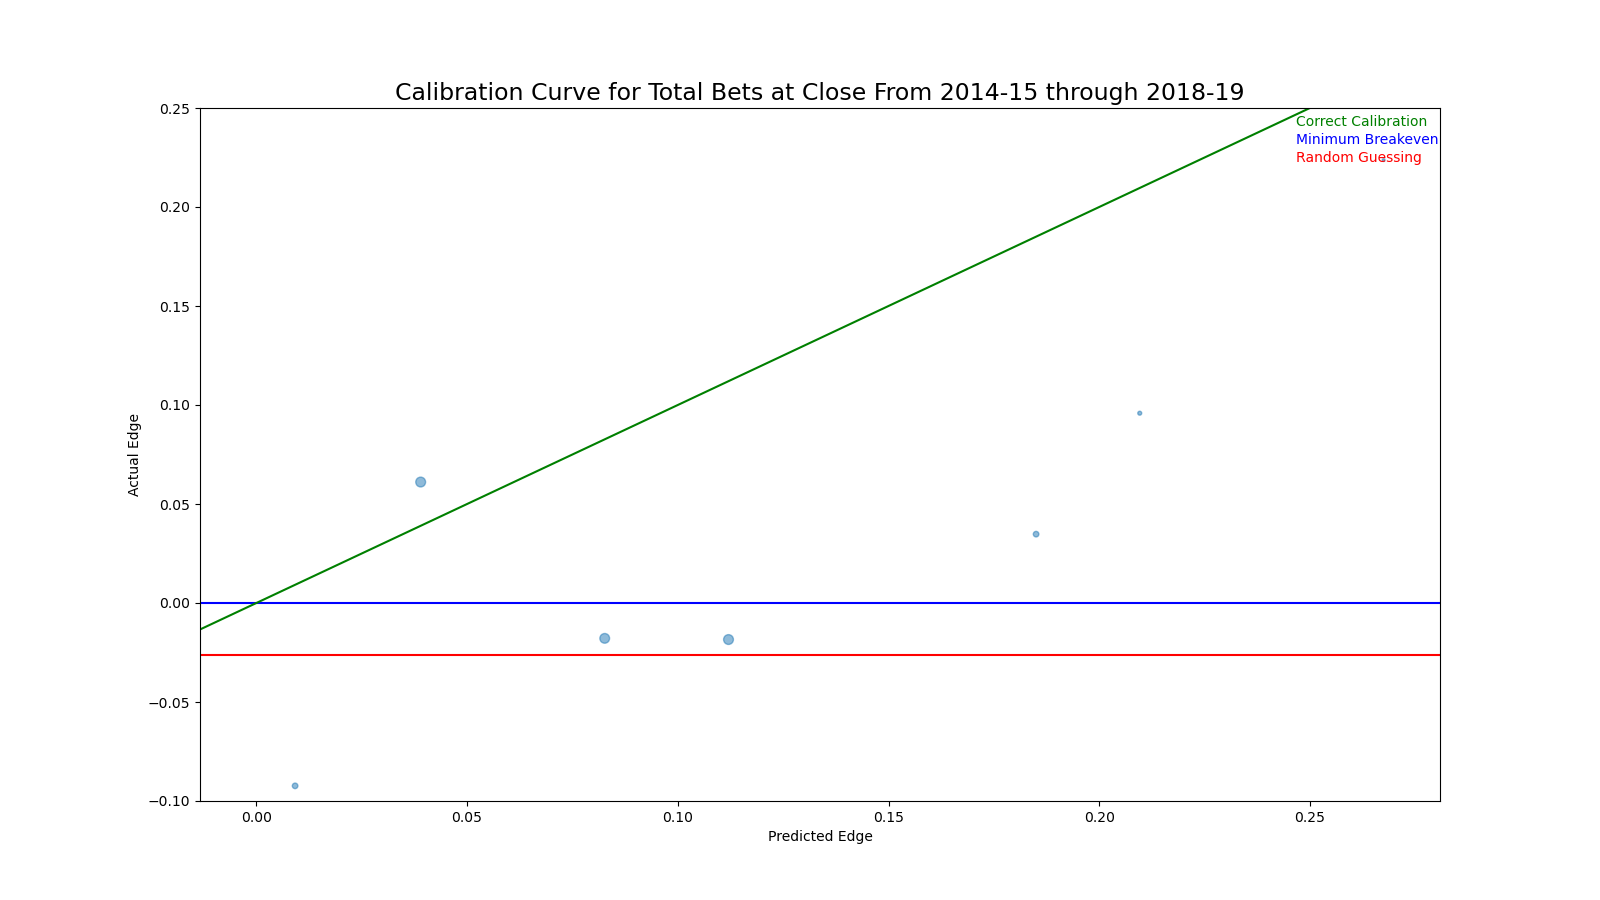 Calibration Curve for Total Bets at Close From 2014-15 through 2018-19
Correct Calibration
Minimum Breakeven
Random Guessing
0.25
0.20
0.15
0.10
0.05
0.00
−0.05
−0.10
Actual Edge
0.00 0.05 0.10 0.15 0.20 0.25
Predicted Edge